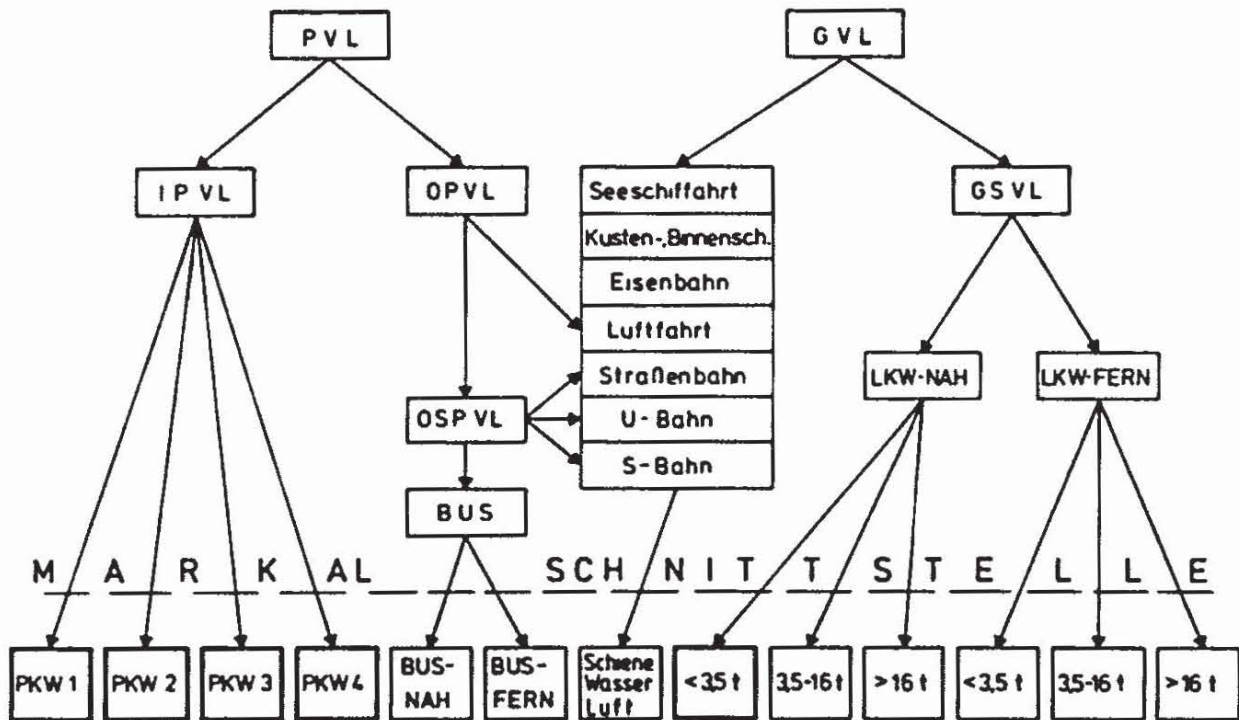 PVL
GVL
IPVL
OPVL
Seeschiffahrt
GSVL
Kusten-,Binnensch.
Eisenbahn
Luftfahrt
Straßenbahn
LKW-NAH
LKW-FERN
OSPVL
U-Bahn
S-Bahn
BUS
MARKAL SCHNITTSTELLE
PKW 1
PKW 2
PKW 3
PKW 4
BUS-
NAH
BUS-
FERN
Schiene
Wasser
Luft
<3,5 t
3,5-16 t
>16 t
<3,5 t
3,5-16 t
>16 t